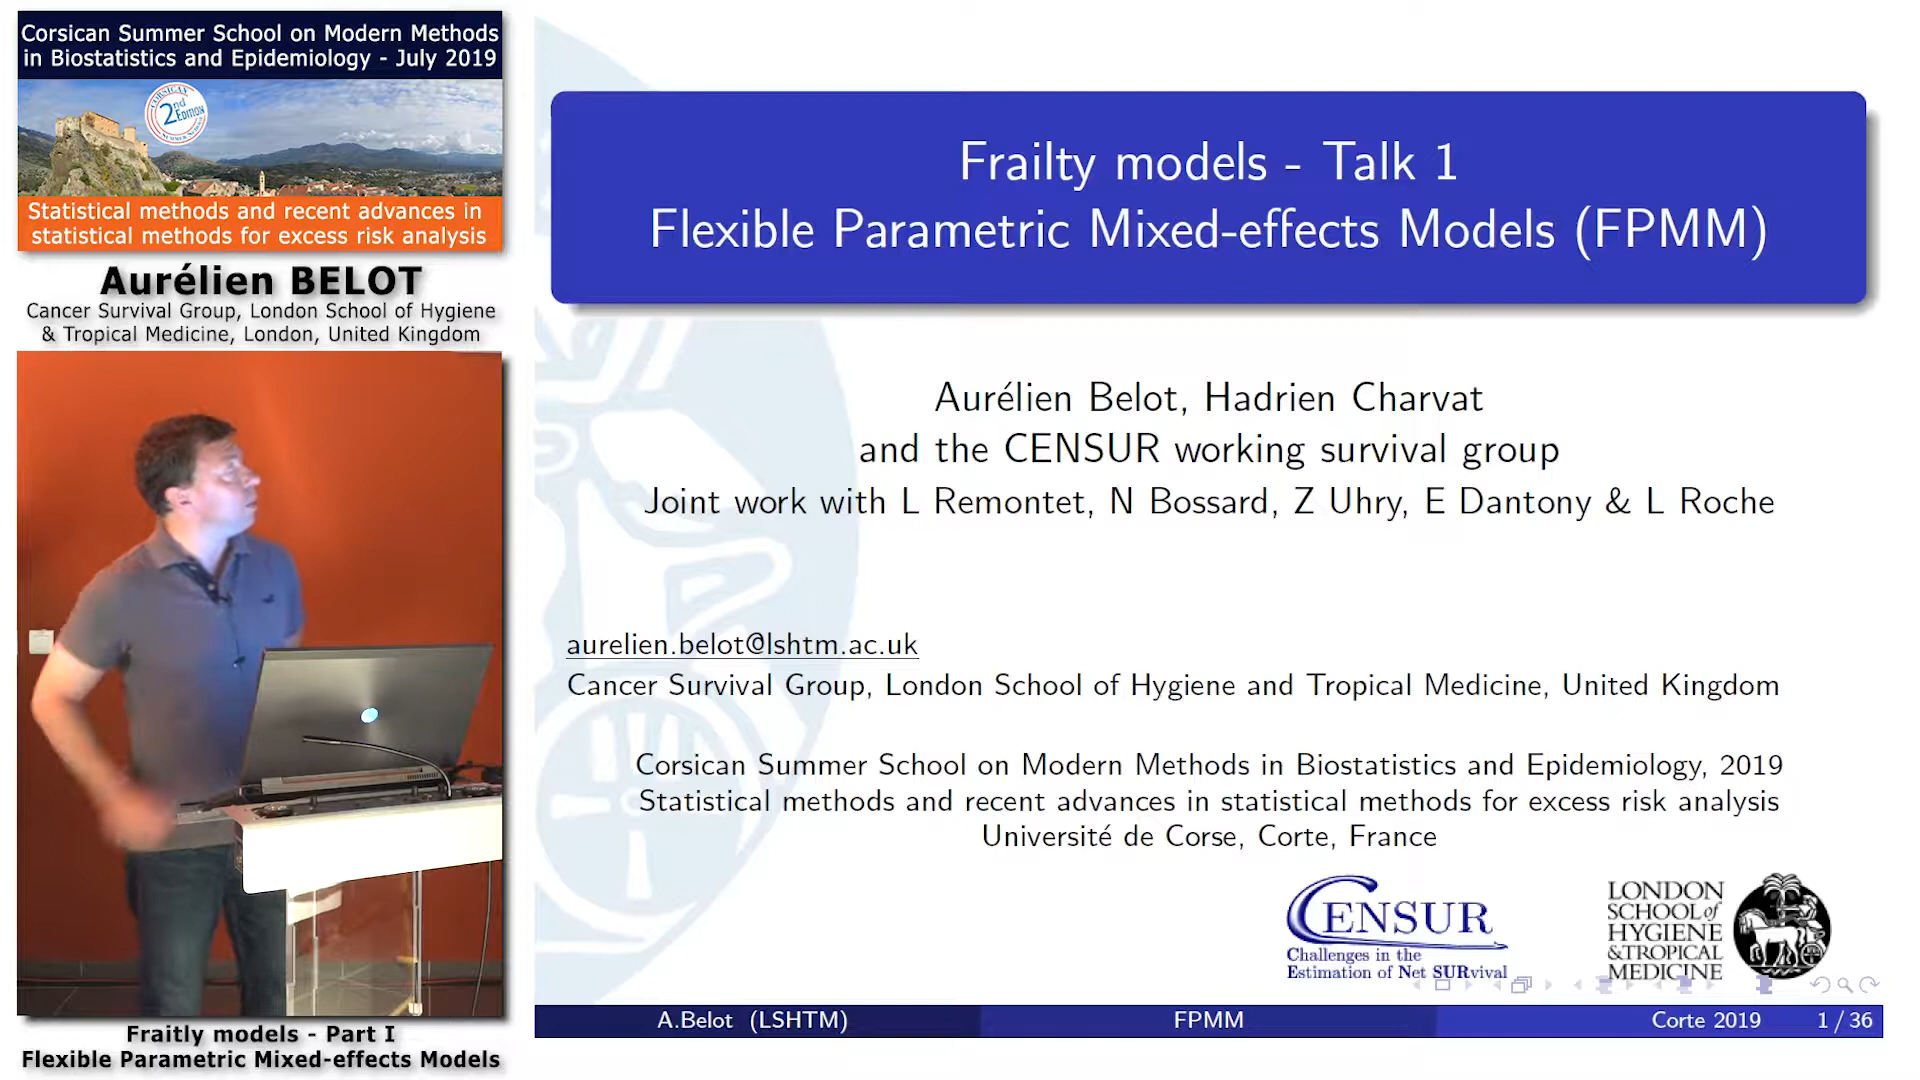 Corsican Summer School on Modern Methods
in Biostatistics and Epidemiology - July 2019
CORSICAN
2nd
EDITION
SUMMER SCHOOL
Statistical methods and recent advances in
statistical methods for excess risk analysis
Aurélien BELOT
Cancer Survival Group, London School of Hygiene
& Tropical Medicine, London, United Kingdom
Fraitly models - Part I
Flexible Parametric Mixed-effects Models
Frailty models - Talk 1
Flexible Parametric Mixed-effects Models (FPMM)
Aurélien Belot, Hadrien Charvat
and the CENSUR working survival group
Joint work with L Remontet, N Bossard, Z Uhry, E Dantony & L Roche
aurelien.belot@lshtm.ac.uk
Cancer Survival Group, London School of Hygiene and Tropical Medicine, United Kingdom
Corsican Summer School on Modern Methods in Biostatistics and Epidemiology, 2019
Statistical methods and recent advances in statistical methods for excess risk analysis
Université de Corse, Corte, France
CENSUR
Challenges in the
Estimation of Net SURvival
LONDON
SCHOOL of
HYGIENE
& TROPICAL
MEDICINE
A.Belot (LSHTM)
FPMM
Corte 2019
1 / 36